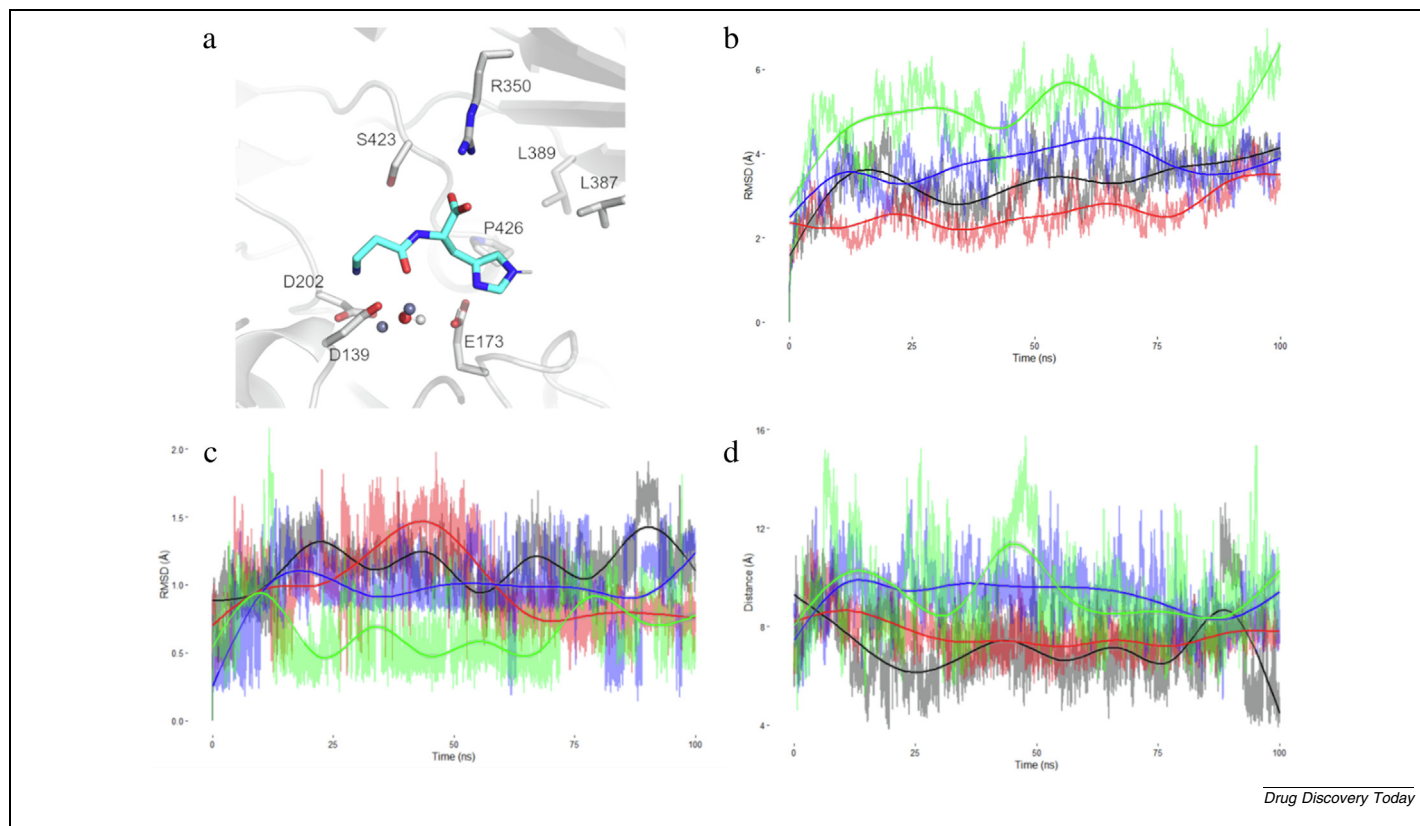 a
R350
S423
L389
L387
P426
D202
D139
E173
b
6
4
2
0
RMSD (Å)
0 25 50 75 100
Time (ns)
c
2.0
1.5
1.0
0.5
0.0
RMSD (Å)
0 25 50 75 100
Time (ns)
d
16
12
8
4
Distance (Å)
0 25 50 75 100
Time (ns)
Drug Discovery Today